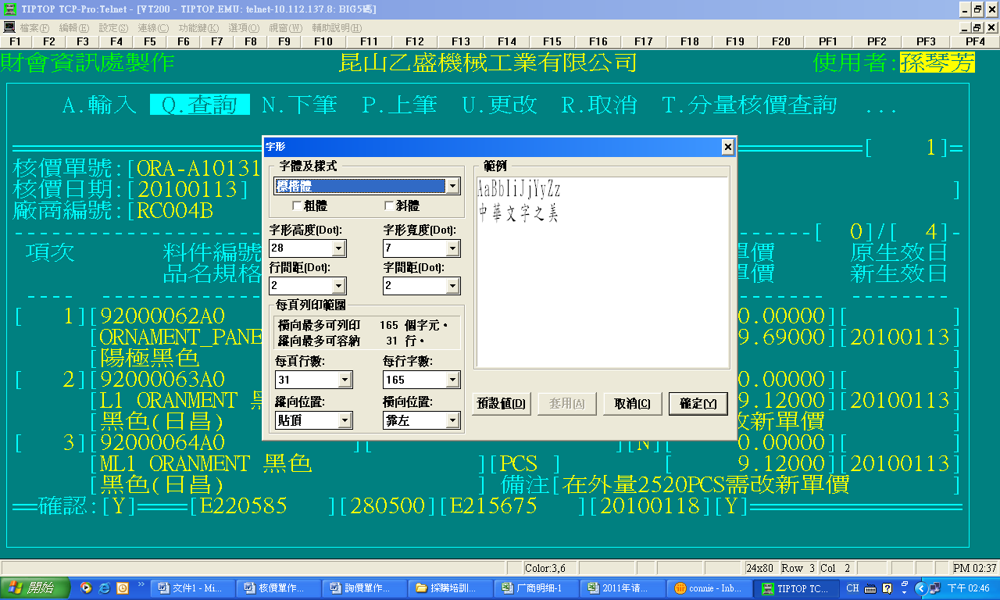 TIPTOP TCP-Pro:Telnet - [VT200 - TIPTOP.EMU: telnet-10.112.137.8: BIG5碼]
檔案(F) 編輯(E) 設定(S) 連線(C) 功能鍵(K) 選項(O) 視窗(W) 輔助說明(H)
F1 F2 F3 F4 F5 F6 F7 F8 F9 F10 F11 F12 F13 F14 F15 F16 F17 F18 F19 F20 PF1 PF2 PF3 PF4
財會資訊處製作 昆山乙盛機械工業有限公司 使用者:孫琴芳
A.輸入 Q.查詢 N.下筆 P.上筆 U.更改 R.取消 T.分量核價查詢 ...
[ 1]
核價單號:[ORA-A10131
核價日期:[20100113] ]
廠商編號:[RC004B
[ 0]/[ 4]
項次 料件編號 單價 原生效日
品名規格 單價 新生效日
[ 1][92000062A0 0.00000][ ]
[ORNAMENT_PANE 9.69000][20100113]
[陽極黑色 ]
[ 2][92000063A0 0.00000][ ]
[L1 ORANMENT 黑 9.12000][20100113]
[黑色(日昌) 改新單價 ]
[ 3][92000064A0 ][ ][N][ 0.00000][ ]
[ML1 ORANMENT 黑色 ][PCS ] [ 9.12000][20100113]
[黑色(日昌) ] 備注[在外量2520PCS需改新單價 ]
確認:[Y] [E220585 ][280500][E215675 ][20100118][Y]
字形
字體及樣式
標楷體
粗體 斜體
字形高度(Dot): 字形寬度(Dot):
28 7
行間距(Dot): 字間距(Dot):
2 2
每頁列印範圍
橫向最多可列印 165 個字元。
縱向最多可容納 31 行。
每頁行數: 每行字數:
31 165
縱向位置: 橫向位置:
貼頂 靠左
範例
AaBbIiJjYyZz
中華文字之美
預設值(D) 套用(A) 取消(C) 確定(Y)
Color:3,6 24x80 Row 3 Col 2 PM 02:37
開始 文件1 - Mi... 核價單作... 詢價單作... 採購培訓... 厂商明细-1 2011年请... connie - Inb... TIPTOP TC... CH 下午 02:46